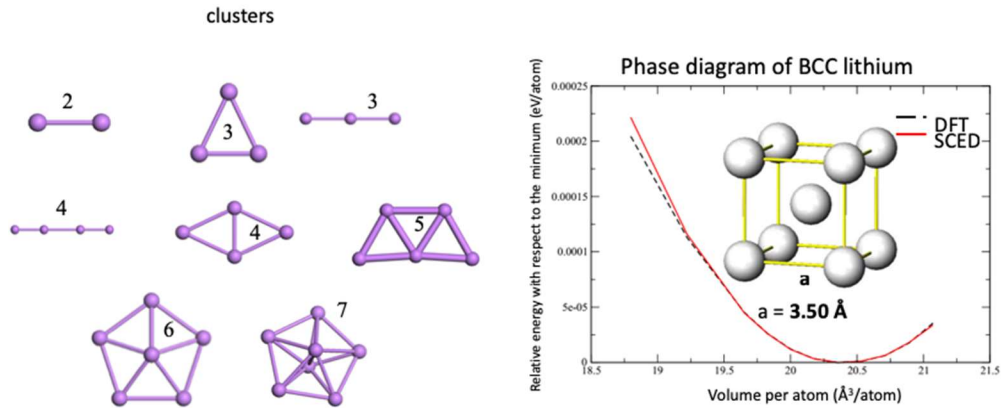 clusters
2
3
3
4
4
5
6
7
Phase diagram of BCC lithium
Relative energy with respect to the minimum (eV/atom)
0.00025
0.0002
0.00015
0.0001
5e-05
0
DFT
SCED
a
a = 3.50 Å
18.5 19 19.5 20 20.5 21 21.5
Volume per atom (Å³/atom)